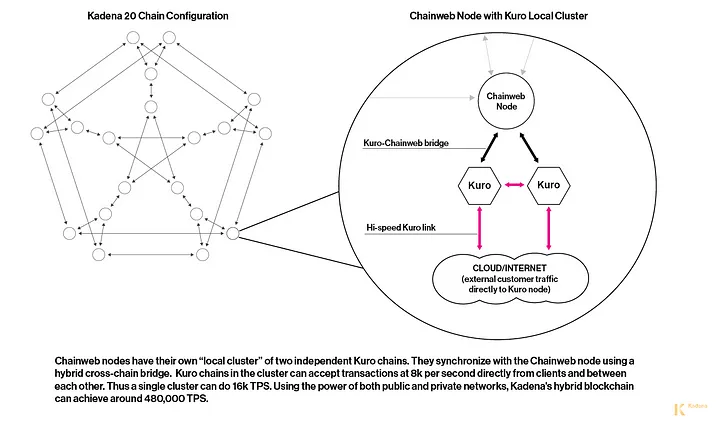 Kadena 20 Chain Configuration
Chainweb Node with Kuro Local Cluster
Chainweb
Node
Kuro-Chainweb bridge
Kuro
Kuro
Hi-speed Kuro link
CLOUD/INTERNET
(external customer traffic
directly to Kuro node)
Chainweb nodes have their own “local cluster” of two independent Kuro chains. They synchronize with the Chainweb node using a
hybrid cross-chain bridge. Kuro chains in the cluster can accept transactions at 8k per second directly from clients and between
each other. Thus a single cluster can do 16k TPS. Using the power of both public and private networks, Kadena's hybrid blockchain
can achieve around 480,000 TPS.
Kadena